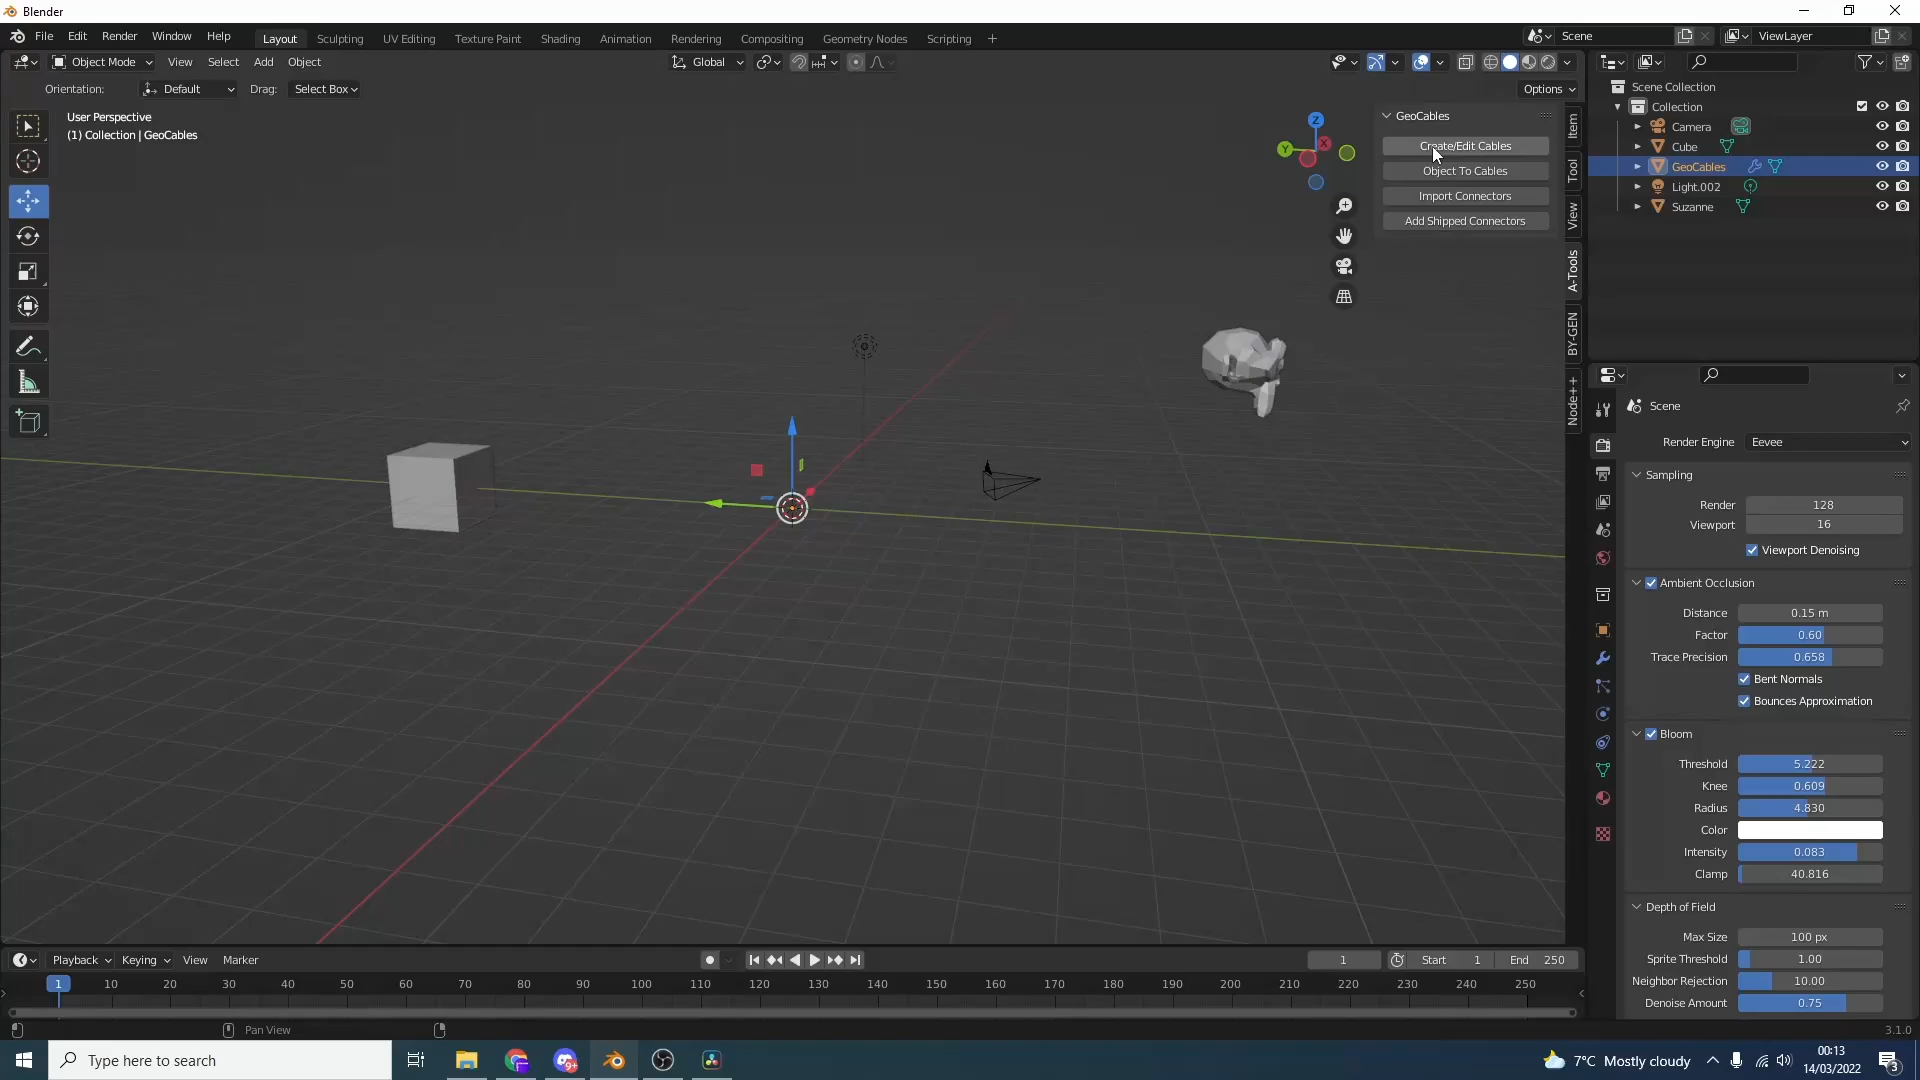 Blender
File Edit Render Window Help
Layout Sculpting UV Editing Texture Paint Shading Animation Rendering Compositing Geometry Nodes Scripting +
Scene
ViewLayer
Object Mode View Select Add Object
Global
Orientation: Default Drag: Select Box
Options
User Perspective
(1) Collection | GeoCables
Z
Y
X
GeoCables
Create/Edit Cables
Object To Cables
Import Connectors
Add Shipped Connectors
Item
Tool
View
A-Tools
BY-GEN
Node++
Scene Collection
Collection
Camera
Cube
GeoCables
Light.002
Suzanne
Scene
Render Engine Eevee
Sampling
Render 128
Viewport 16
Viewport Denoising
Ambient Occlusion
Distance 0.15 m
Factor 0.60
Trace Precision 0.658
Bent Normals
Bounces Approximation
Bloom
Threshold 5.222
Knee 0.609
Radius 4.830
Color
Intensity 0.083
Clamp 40.816
Depth of Field
Max Size 100 px
Sprite Threshold 1.00
Neighbor Rejection 10.00
Denoise Amount 0.75
Playback Keying View Marker
1 Start 1 End 250
1 10 20 30 40 50 60 70 80 90 100 110 120 130 140 150 160 170 180 190 200 210 220 230 240 250
Pan View
3.1.0
Type here to search
9+
7°C Mostly cloudy
00:13
14/03/2022
3